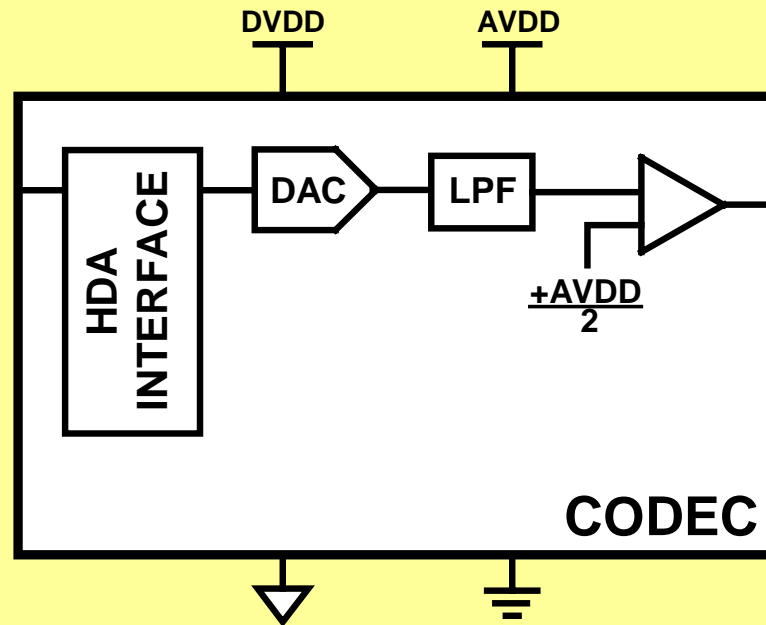 DVDD
AVDD
HDA
INTERFACE
DAC
LPF
+AVDD
2
CODEC